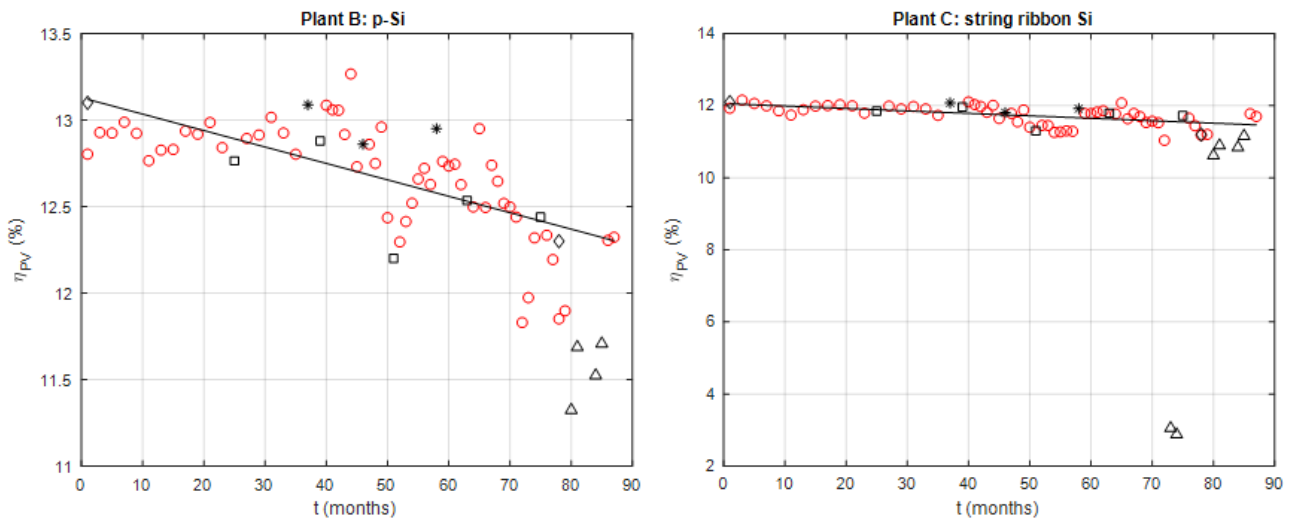 Plant B: p-Si
13.5
13
12.5
12
11.5
11
η_PV (%)
0 10 20 30 40 50 60 70 80 90
t (months)
Plant C: string ribbon Si
14
12
10
8
6
4
2
η_PV (%)
0 10 20 30 40 50 60 70 80 90
t (months)